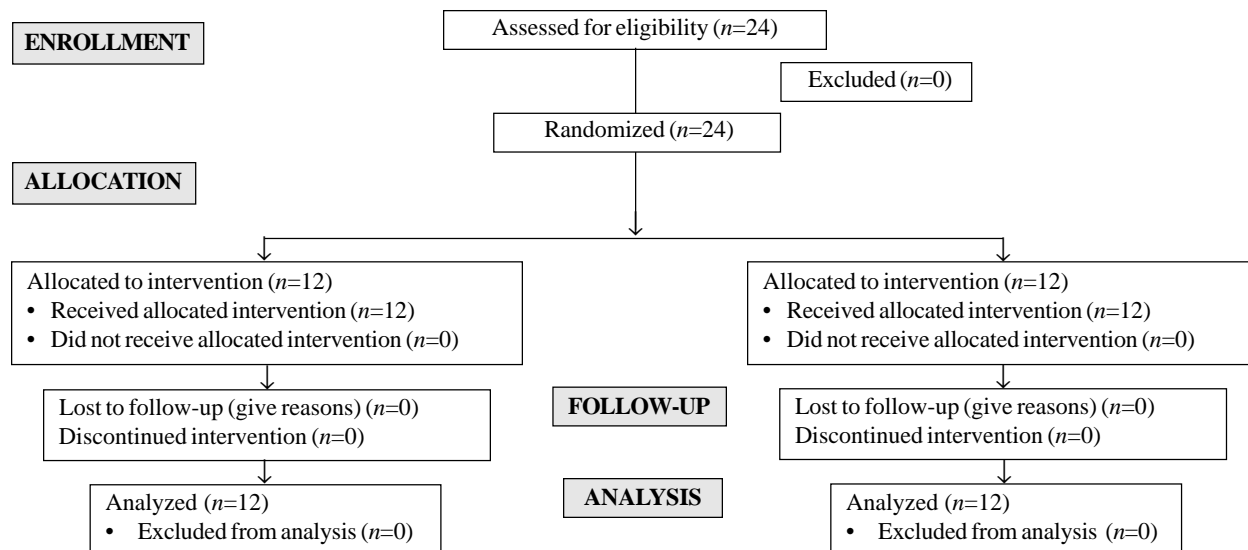 Assessed for eligibility (n=24)
ENROLLMENT
Excluded (n=0)
Randomized (n=24)
ALLOCATION
Allocated to intervention (n=12)
• Received allocated intervention (n=12)
• Did not receive allocated intervention (n=0)
Allocated to intervention (n=12)
• Received allocated intervention (n=12)
• Did not receive allocated intervention (n=0)
Lost to follow-up (give reasons) (n=0)
Discontinued intervention (n=0)
FOLLOW-UP
Lost to follow-up (give reasons) (n=0)
Discontinued intervention (n=0)
Analyzed (n=12)
• Excluded from analysis (n=0)
ANALYSIS
Analyzed (n=12)
• Excluded from analysis (n=0)